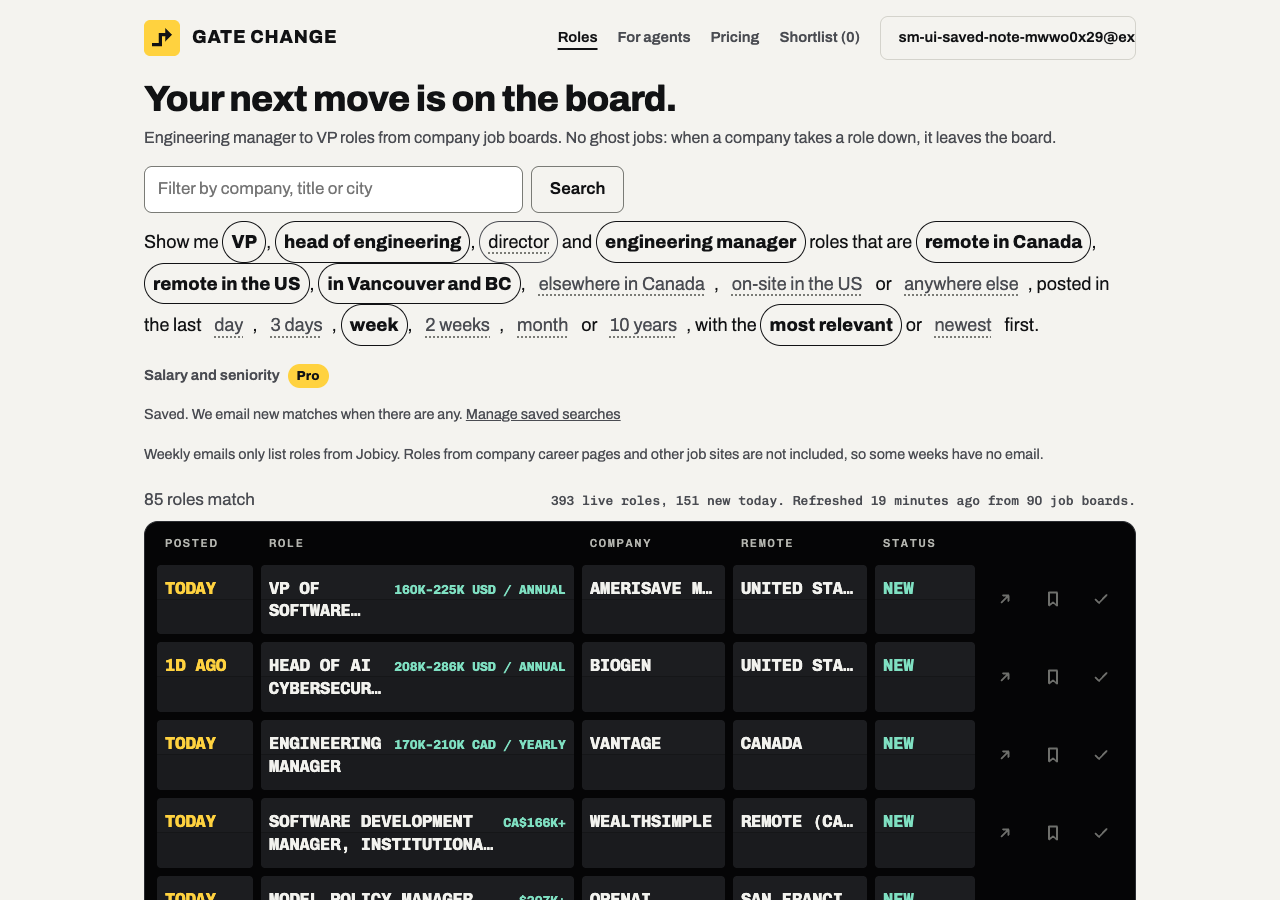 GATE CHANGE
Roles For agents Pricing Shortlist (0) sm-ui-saved-note-mwwo0x29@ex
Your next move is on the board.
Engineering manager to VP roles from company job boards. No ghost jobs: when a company takes a role down, it leaves the board.
Filter by company, title or city Search
Show me VP, head of engineering, director and engineering manager roles that are remote in Canada,
remote in the US, in Vancouver and BC, elsewhere in Canada, on-site in the US or anywhere else, posted in
the last day, 3 days, week, 2 weeks, month or 10 years, with the most relevant or newest first.
Salary and seniority Pro
Saved. We email new matches when there are any. Manage saved searches
Weekly emails only list roles from Jobicy. Roles from company career pages and other job sites are not included, so some weeks have no email.
85 roles match 393 live roles, 151 new today. Refreshed 19 minutes ago from 90 job boards.
POSTED ROLE COMPANY REMOTE STATUS
TODAY VP OF SOFTWARE… 160K-225K USD / ANNUAL AMERISAVE M… UNITED STA… NEW
1D AGO HEAD OF AI CYBERSECUR… 208K-286K USD / ANNUAL BIOGEN UNITED STA… NEW
TODAY ENGINEERING MANAGER 170K-210K CAD / YEARLY VANTAGE CANADA NEW
TODAY SOFTWARE DEVELOPMENT MANAGER, INSTITUTIONA… CA$166K+ WEALTHSIMPLE REMOTE (CA… NEW
TODAY MODEL POLICY MANAGER $207K+ OPENAI SAN FRANCI… NEW